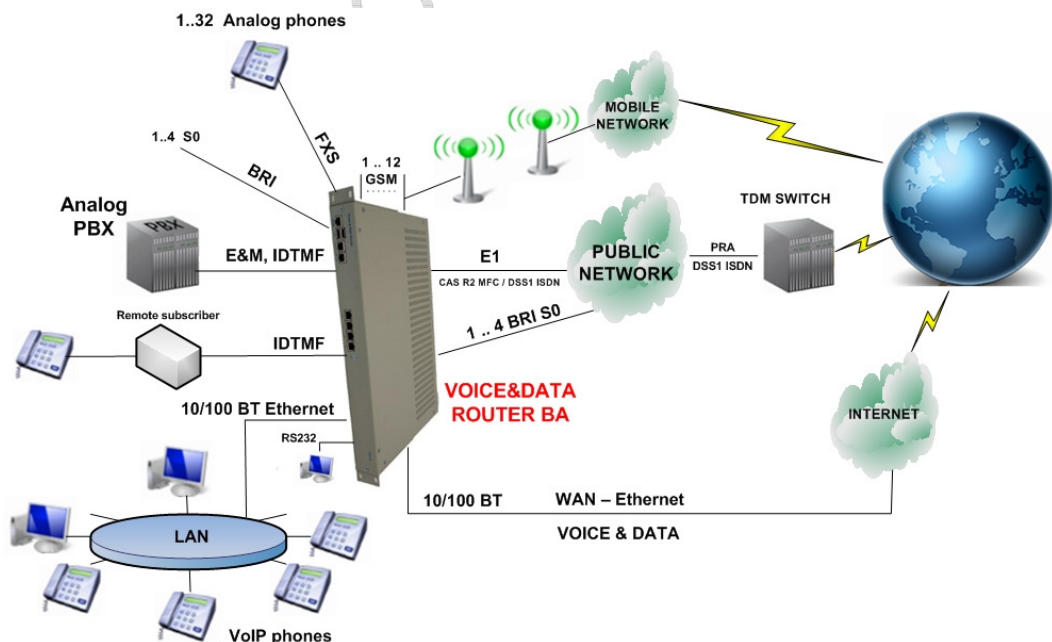 1..32 Analog phones
1..4 S0
BRI
FXS
1 .. 12
GSM
MOBILE
NETWORK
Analog
PBX
PBX
E&M, IDTMF
E1
CAS R2 MFC / DSS1 ISDN
PUBLIC
NETWORK
PRA
DSS1 ISDN
TDM SWITCH
1 .. 4 BRI S0
Remote subscriber
IDTMF
VOICE&DATA
ROUTER BA
10/100 BT Ethernet
RS232
INTERNET
10/100 BT
WAN – Ethernet
VOICE & DATA
LAN
VoIP phones